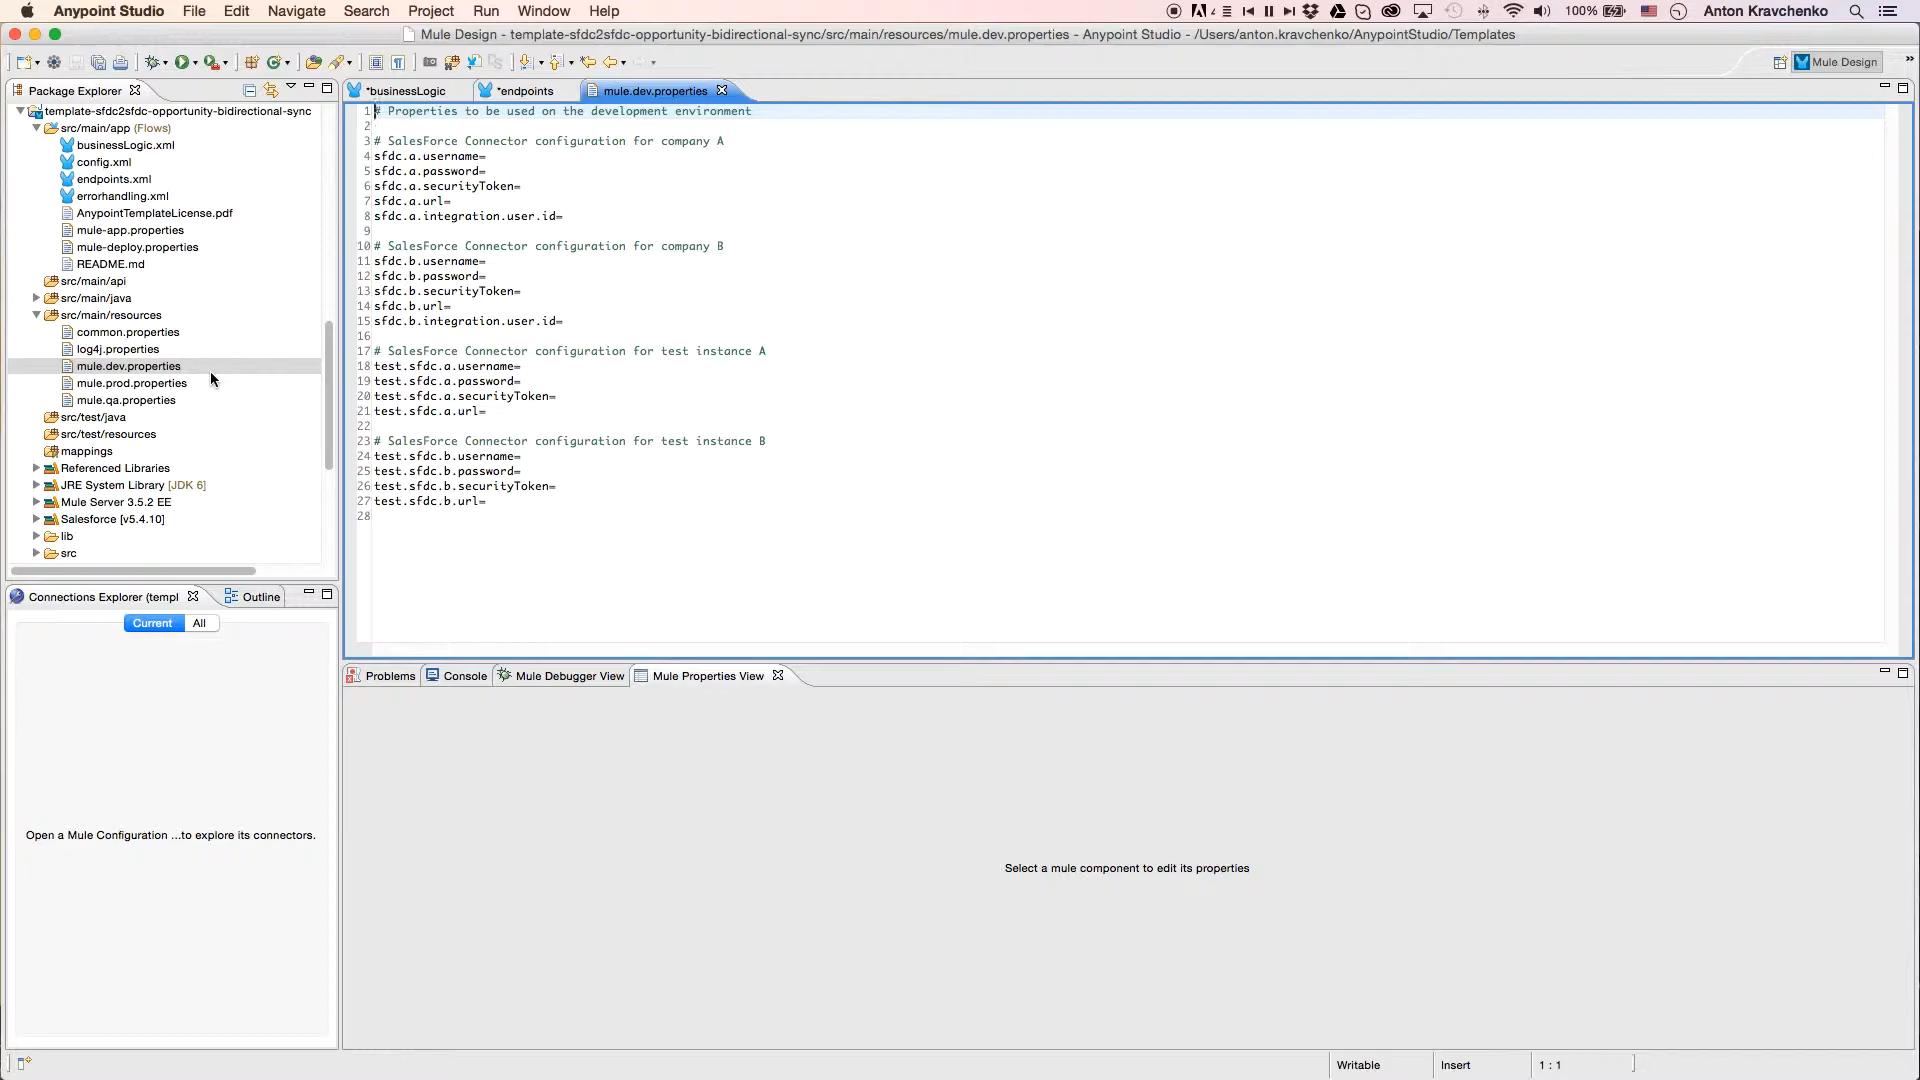 Anypoint Studio File Edit Navigate Search Project Run Window Help 100% Anton Kravchenko
Mule Design - template-sfdc2sfdc-opportunity-bidirectional-sync/src/main/resources/mule.dev.properties - Anypoint Studio - /Users/anton.kravchenko/AnypointStudio/Templates
Mule Design
Package Explorer
template-sfdc2sfdc-opportunity-bidirectional-sync
src/main/app (Flows)
businessLogic.xml
config.xml
endpoints.xml
errorhandling.xml
AnypointTemplateLicense.pdf
mule-app.properties
mule-deploy.properties
README.md
src/main/api
src/main/java
src/main/resources
common.properties
log4j.properties
mule.dev.properties
mule.prod.properties
mule.qa.properties
src/test/java
src/test/resources
mappings
Referenced Libraries
JRE System Library [JDK 6]
Mule Server 3.5.2 EE
Salesforce [v5.4.10]
lib
src
*businessLogic *endpoints mule.dev.properties
1 # Properties to be used on the development environment
2
3 # SalesForce Connector configuration for company A
4 sfdc.a.username=
5 sfdc.a.password=
6 sfdc.a.securityToken=
7 sfdc.a.url=
8 sfdc.a.integration.user.id=
9
10 # SalesForce Connector configuration for company B
11 sfdc.b.username=
12 sfdc.b.password=
13 sfdc.b.securityToken=
14 sfdc.b.url=
15 sfdc.b.integration.user.id=
16
17 # SalesForce Connector configuration for test instance A
18 test.sfdc.a.username=
19 test.sfdc.a.password=
20 test.sfdc.a.securityToken=
21 test.sfdc.a.url=
22
23 # SalesForce Connector configuration for test instance B
24 test.sfdc.b.username=
25 test.sfdc.b.password=
26 test.sfdc.b.securityToken=
27 test.sfdc.b.url=
28
Connections Explorer (templ Outline
Current All
Open a Mule Configuration ...to explore its connectors.
Problems Console Mule Debugger View Mule Properties View
Select a mule component to edit its properties
Writable Insert 1 : 1